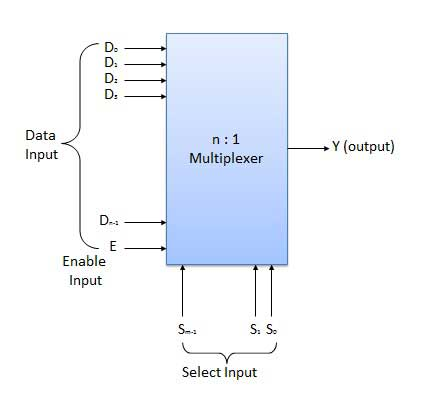 D₀
D₁
D₂
D₃
Data
Input
n : 1
Multiplexer
Y (output)
Dₙ₋₁
E
Enable
Input
Sₘ₋₁
S₁
S₀
Select Input